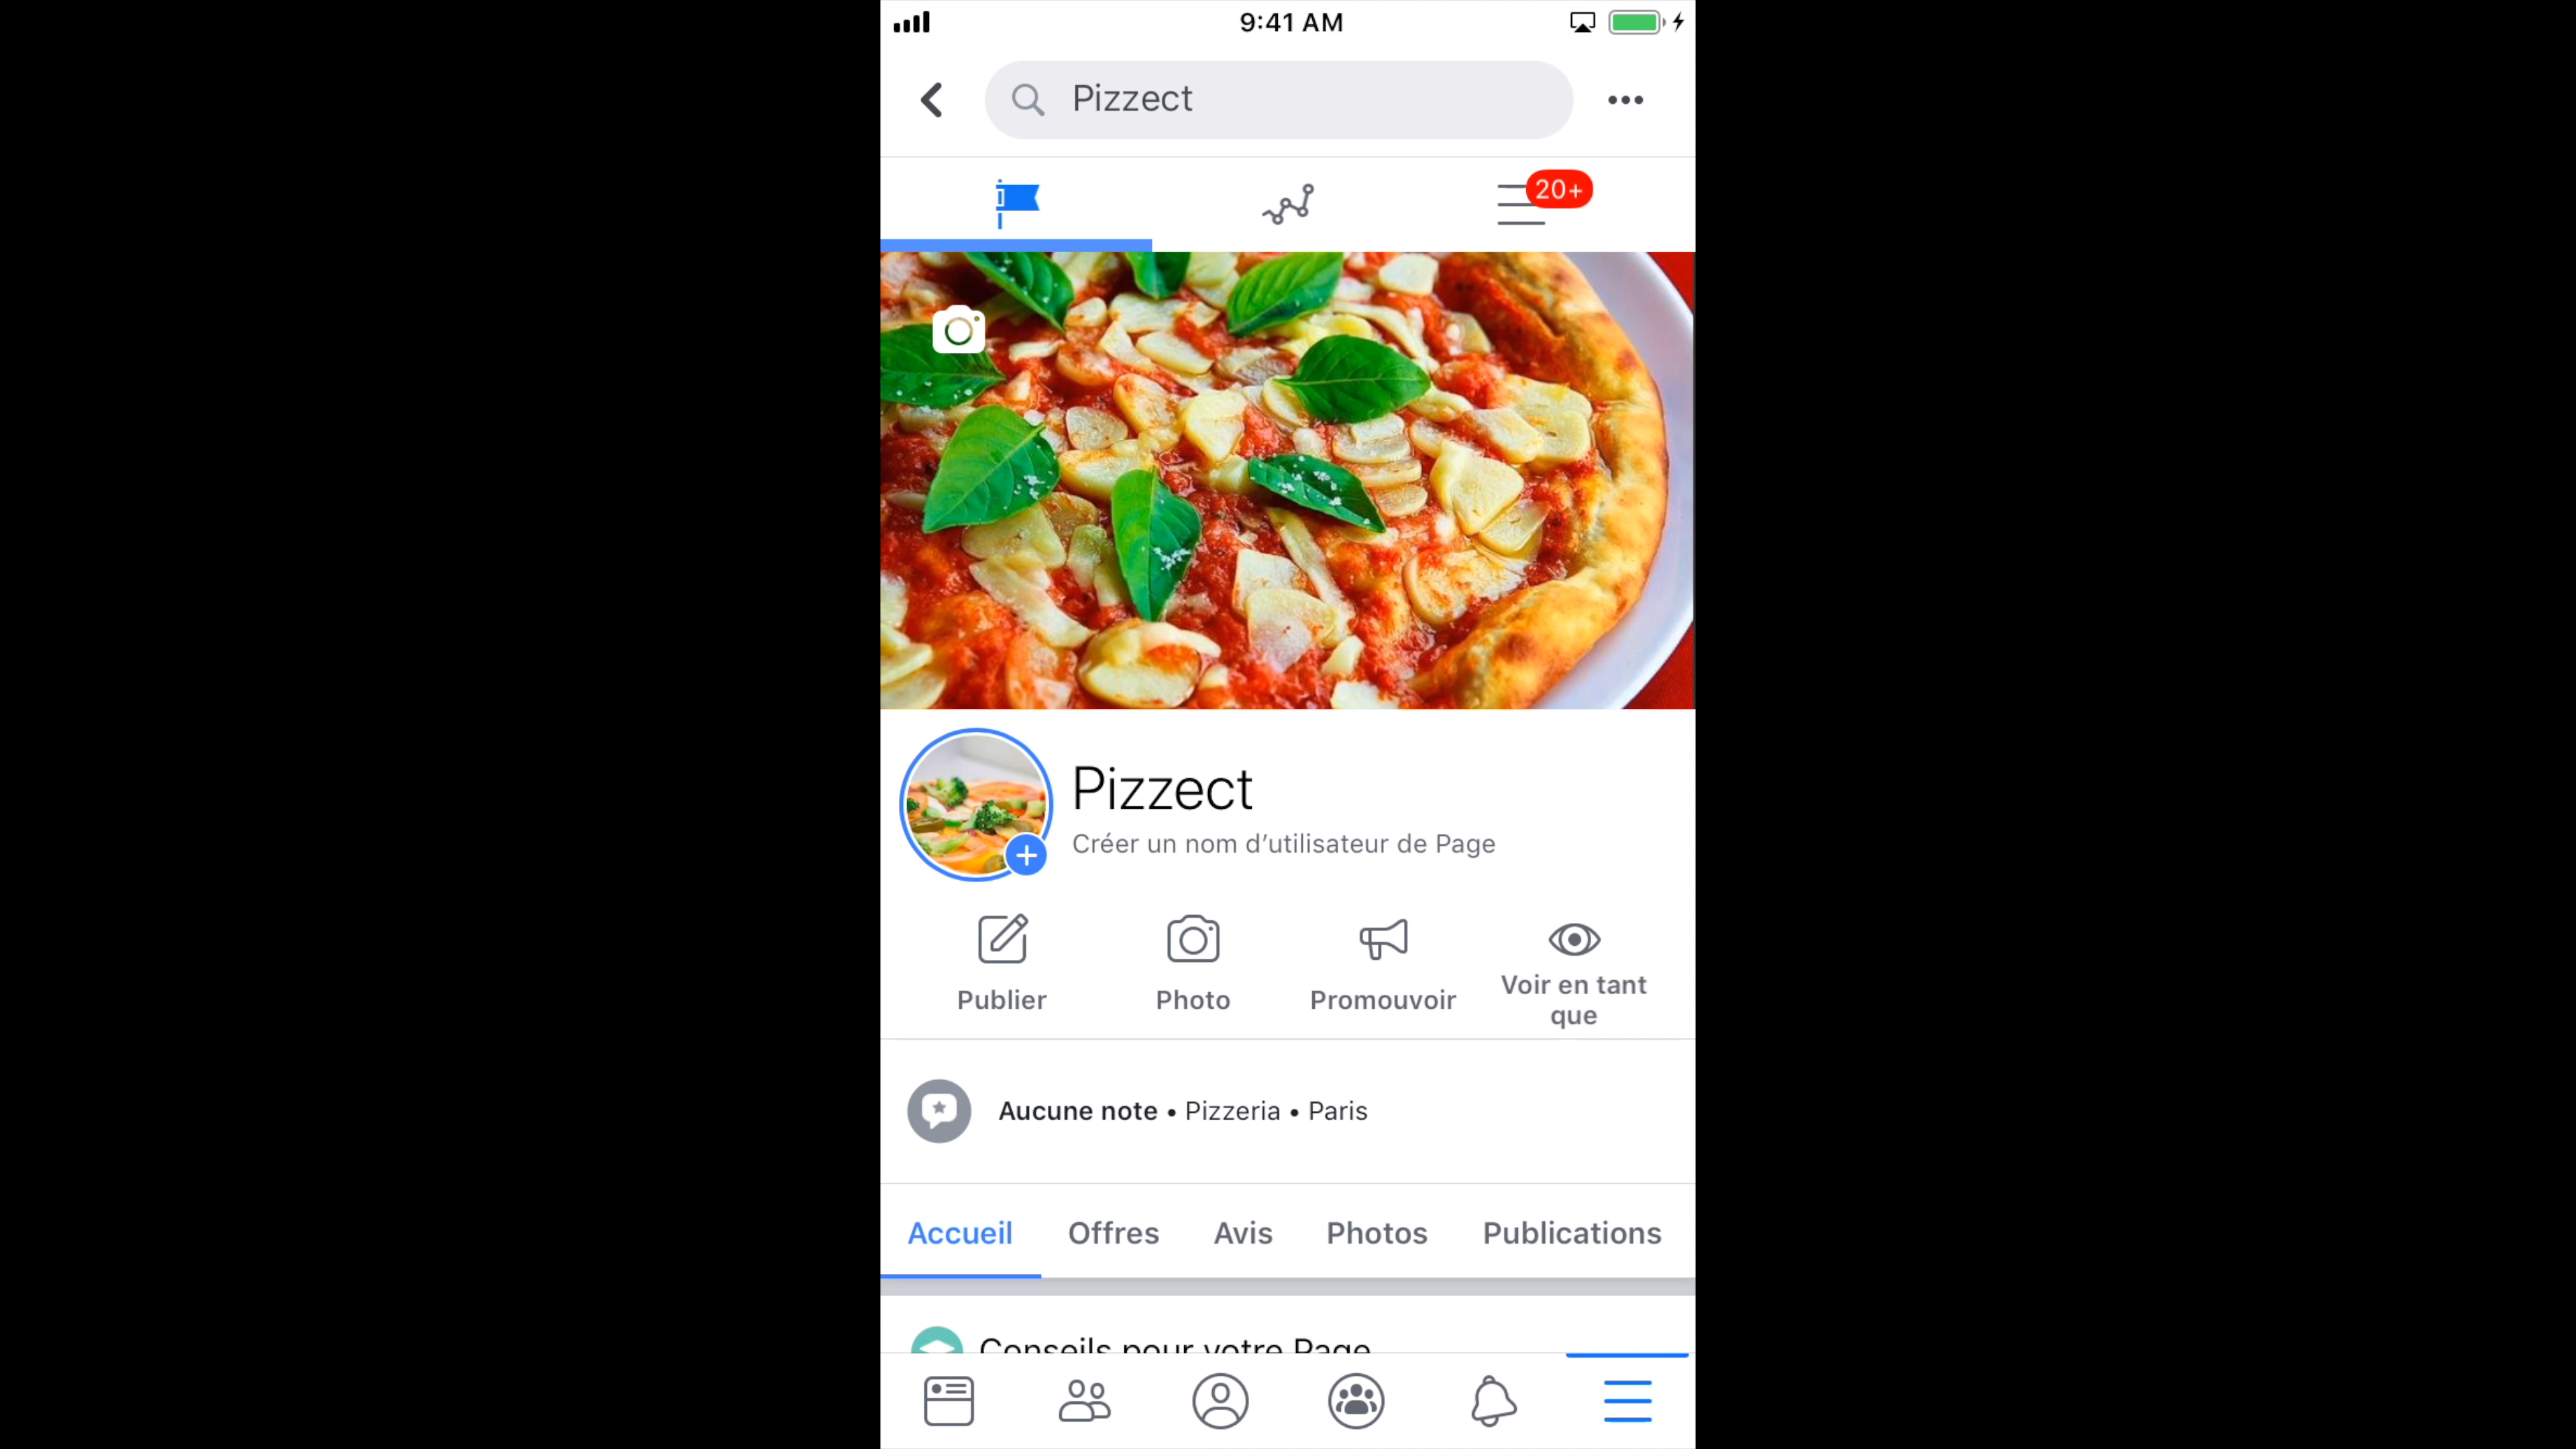 9:41 AM
Pizzect
20+
Pizzect
Créer un nom d’utilisateur de Page
Publier
Photo
Promouvoir
Voir en tant
que
Aucune note • Pizzeria • Paris
Accueil
Offres
Avis
Photos
Publications
Conseils pour votre Page